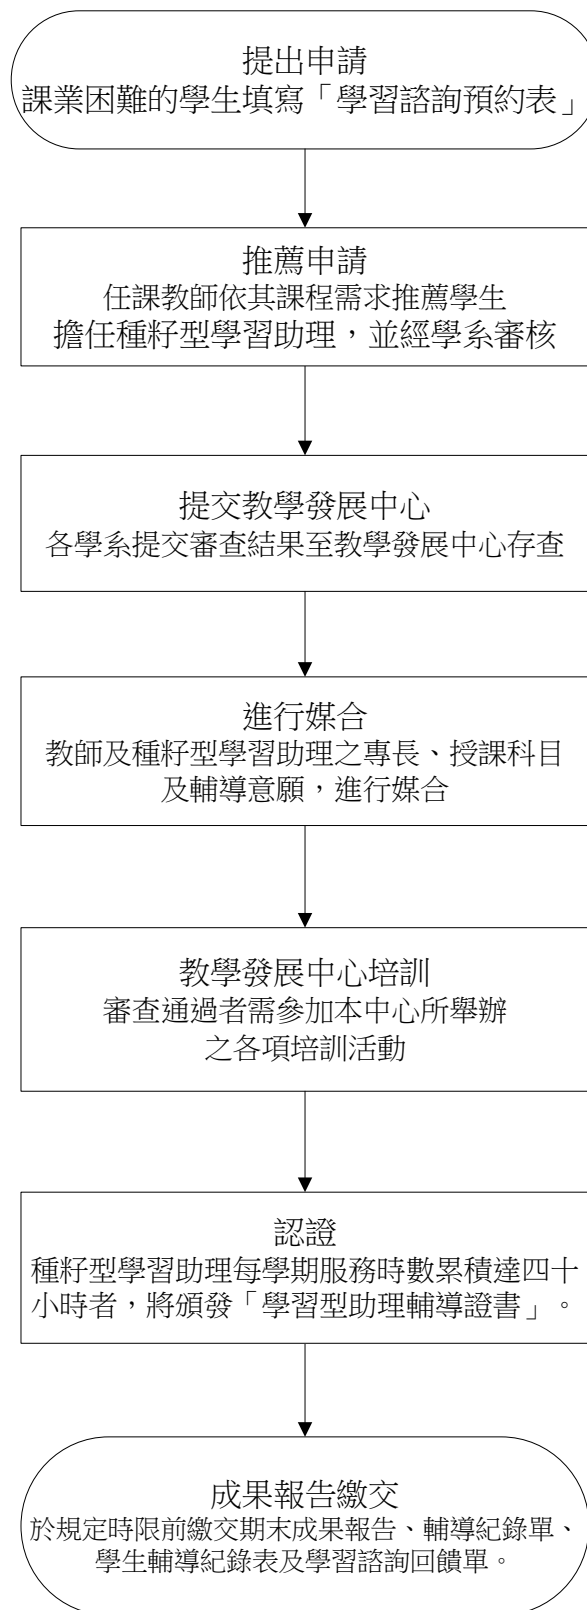 提出申請
課業困難的學生填寫「學習諮詢預約表」
推薦申請
任課教師依其課程需求推薦學生
擔任種籽型學習助理，並經學系審核
提交教學發展中心
各學系提交審查結果至教學發展中心存查
進行媒合
教師及種籽型學習助理之專長、授課科目
及輔導意願，進行媒合
教學發展中心培訓
審查通過者需參加本中心所舉辦
之各項培訓活動
認證
種籽型學習助理每學期服務時數累積達四十
小時者，將頒發「學習型助理輔導證書」。
成果報告繳交
於規定時限前繳交期末成果報告、輔導紀錄單、
學生輔導紀錄表及學習諮詢回饋單。